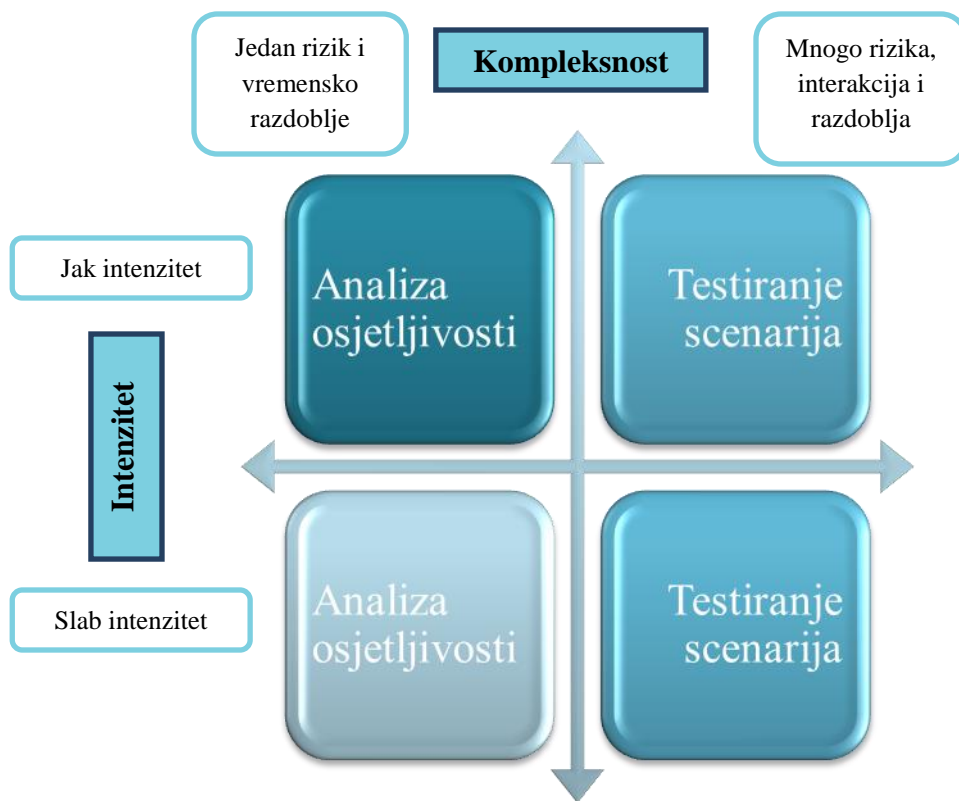 Jedan rizik i
vremensko
razdoblje
Kompleksnost
Mnogo rizika,
interakcija i
razdoblja
Jak intenzitet
Analiza
osjetljivosti
Testiranje
scenarija
Intenzitet
Slab intenzitet
Analiza
osjetljivosti
Testiranje
scenarija